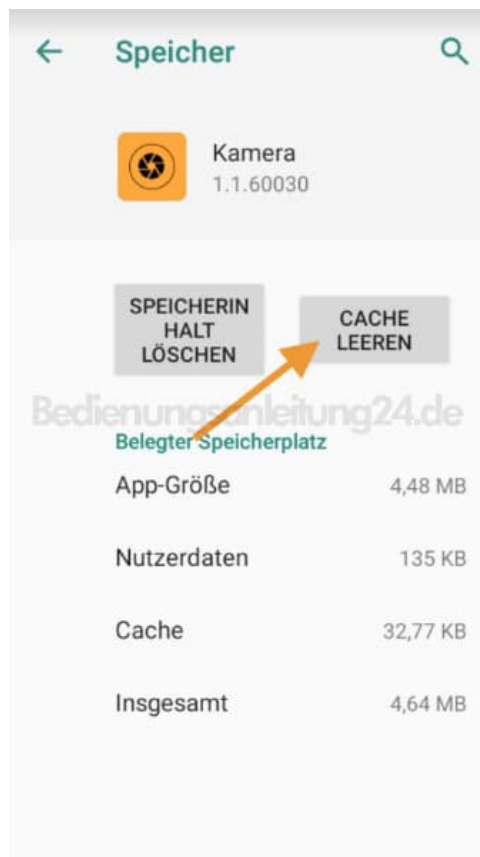 Speicher
Kamera
1.1.60030
SPEICHERIN
HALT
LÖSCHEN
CACHE
LEEREN
Bedienungsanleitung24.de
Belegter Speicherplatz
App-Größe 4,48 MB
Nutzerdaten 135 KB
Cache 32,77 KB
Insgesamt 4,64 MB